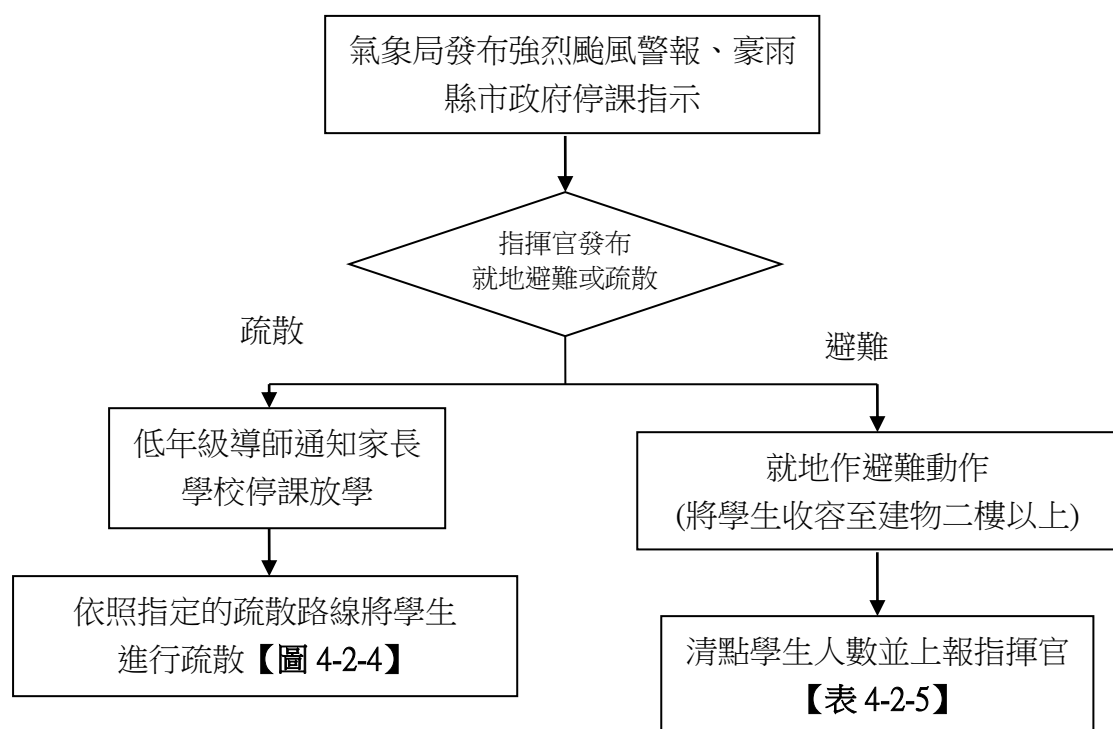 氣象局發布強烈颱風警報、豪雨
縣市政府停課指示
指揮官發布
就地避難或疏散
疏散
避難
低年級導師通知家長
學校停課放學
就地作避難動作
(將學生收容至建物二樓以上)
依照指定的疏散路線將學生
進行疏散【圖 4-2-4】
清點學生人數並上報指揮官
【表 4-2-5】